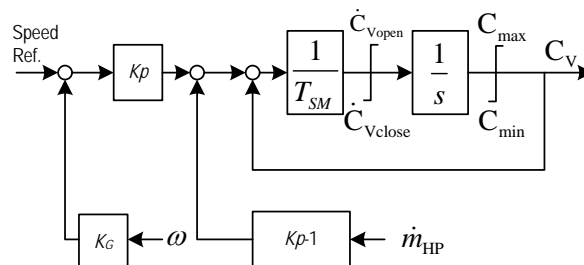 Speed
Ref.
Kp
1
T_SM
Ċ_Vopen
Ċ_Vclose
1
s
C_max
C_min
C_V
K_G
ω
Kp-1
ṁ_HP